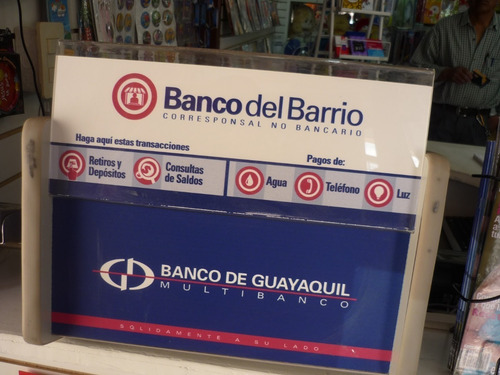 Banco del Barrio
CORRESPONSAL NO BANCARIO
Haga aquí estas transacciones
Pagos de:
Retiros y
Depósitos
Consultas
de Saldos
Agua
Teléfono
Luz
BANCO DE GUAYAQUIL
MULTIBANCO
SOLIDAMENTE A SU LADO